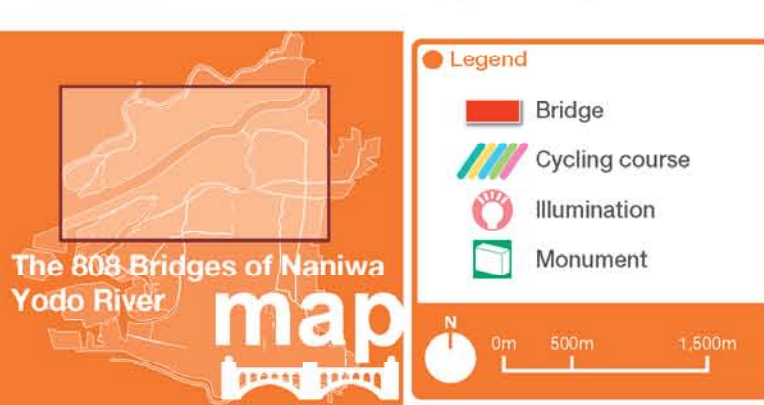 The 808 Bridges of Naniwa
Yodo River
map
Legend
Bridge
Cycling course
Illumination
Monument
N
0m 500m 1,500m